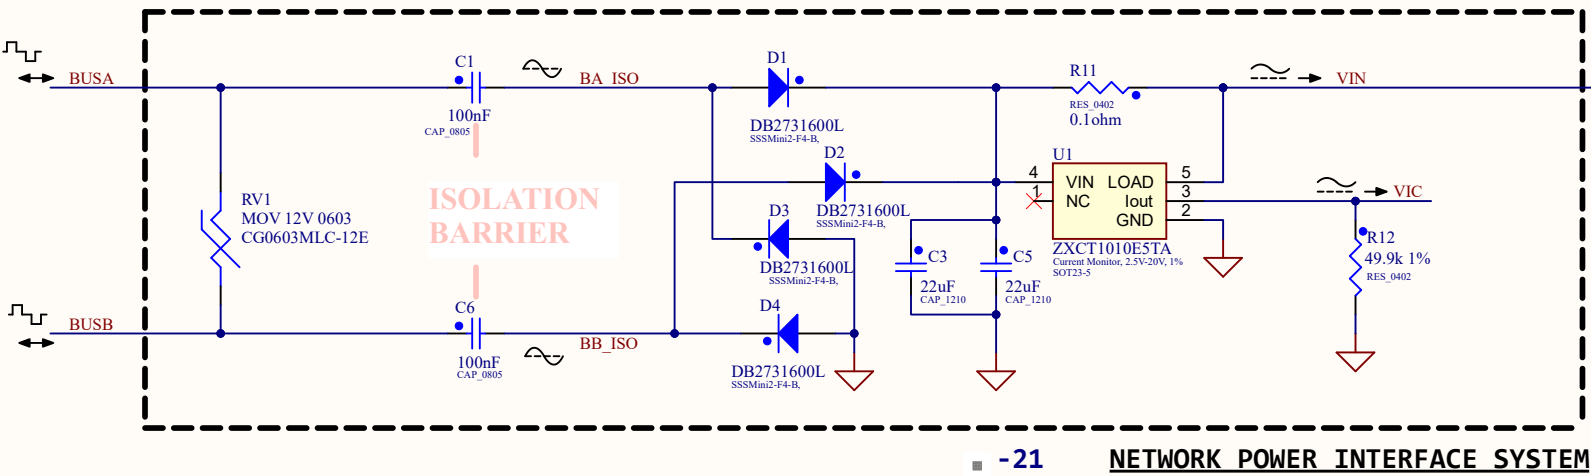 BUSA
C1
100nF
CAP_0805
BA_ISO
D1
DB2731600L
SSSMini2-F4-B,
R11
RES_0402
0.1ohm
VIN
D2
DB2731600L
SSSMini2-F4-B,
U1
4
VIN
LOAD
5
1
NC
Iout
3
GND
2
ZXCT1010E5TA
Current Monitor, 2.5V-20V, 1%
SOT23-5
VIC
RV1
MOV 12V 0603
CG0603MLC-12E
ISOLATION
BARRIER
D3
DB2731600L
SSSMini2-F4-B,
C3
22uF
CAP_1210
C5
22uF
CAP_1210
R12
49.9k 1%
RES_0402
BUSB
C6
100nF
CAP_0805
BB_ISO
D4
DB2731600L
SSSMini2-F4-B,
-21
NETWORK POWER INTERFACE SYSTEM